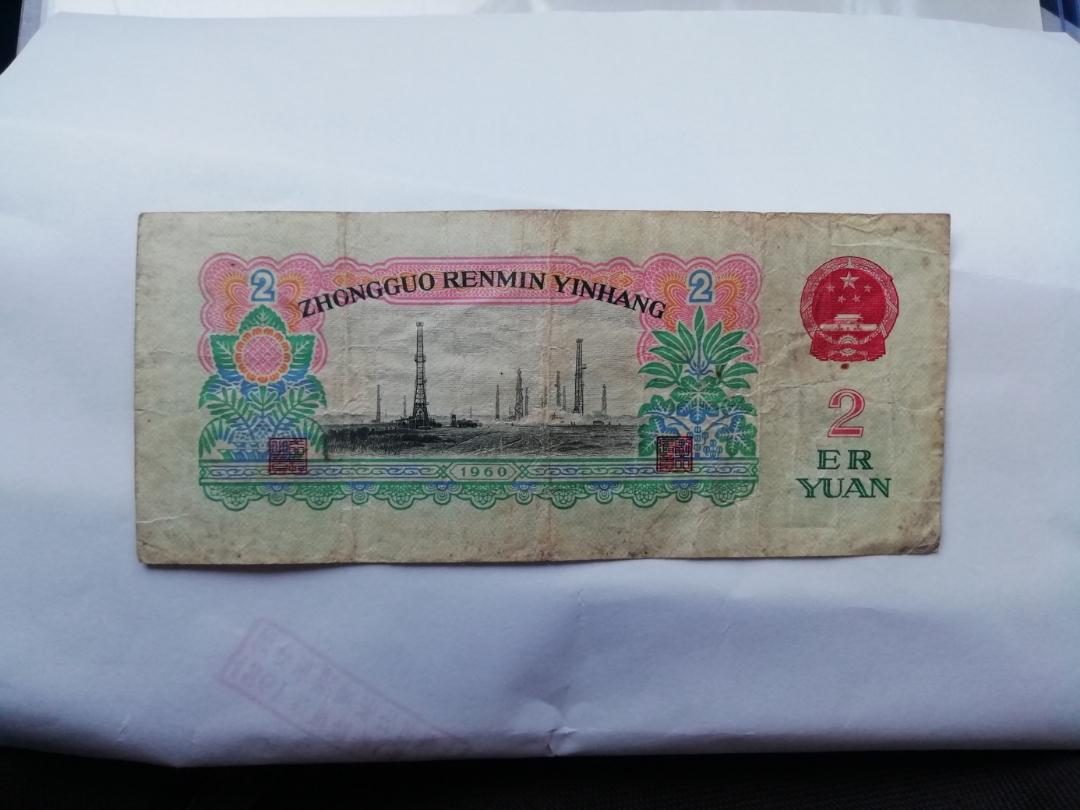 2
2
ZHONGGUO RENMIN YINHANG
1960
2
ER
YUAN